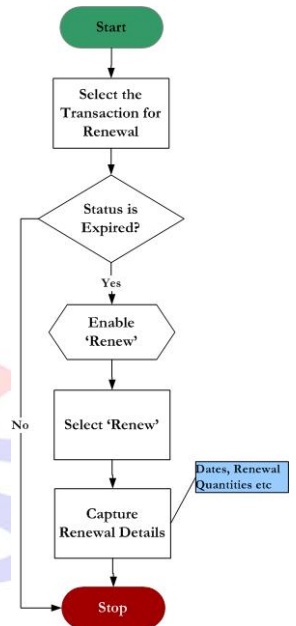 Start
Select the
Transaction for
Renewal
Status is
Expired?
Yes
Enable
‘Renew’
No
Select ‘Renew’
Dates, Renewal
Quantities etc
Capture
Renewal Details
Stop